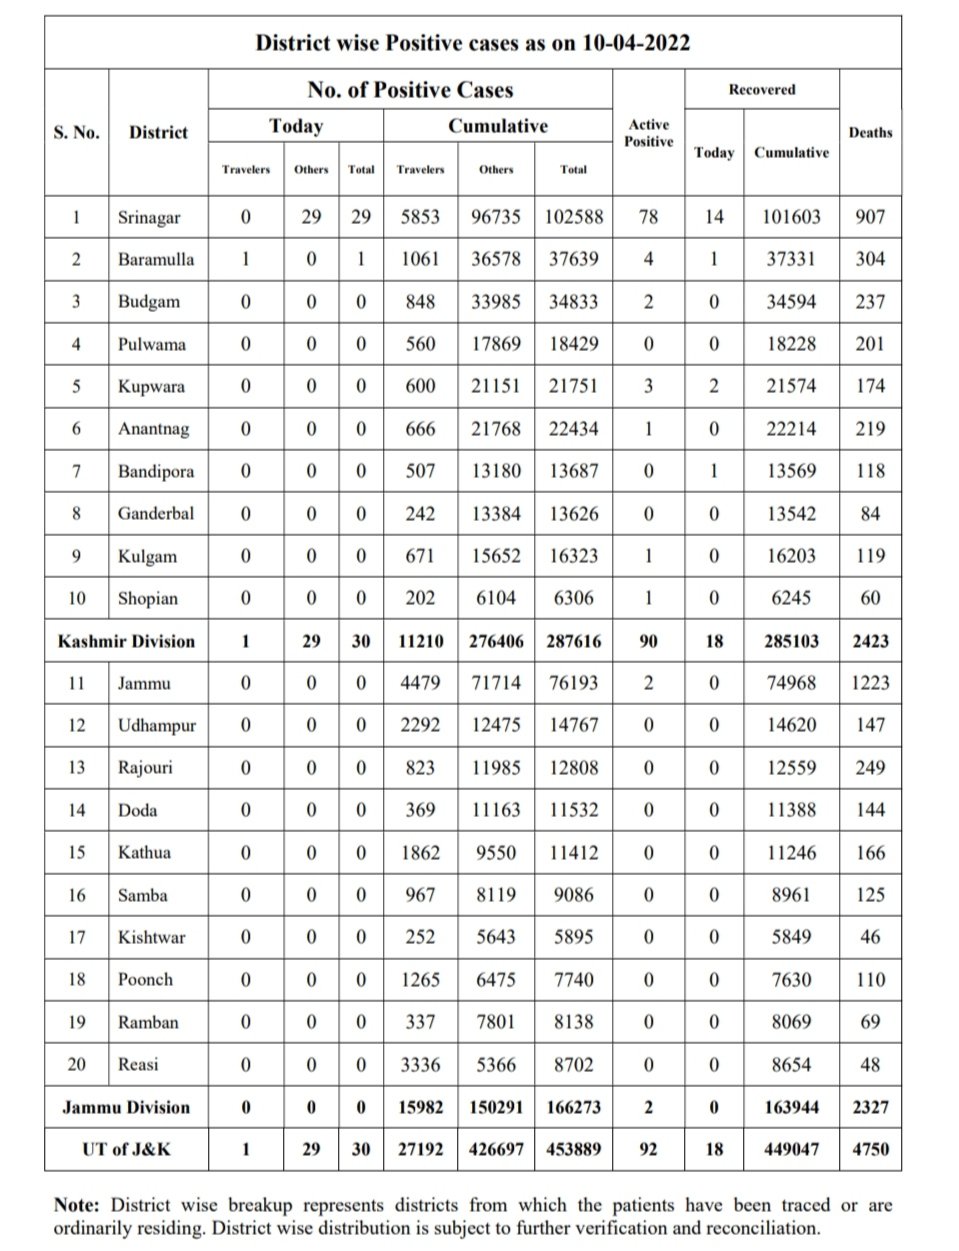 District wise Positive cases as on 10-04-2022
S. No. District No. of Positive Cases Active Positive Recovered Deaths
Today Cumulative Today Cumulative
Travelers Others Total Travelers Others Total
1 Srinagar 0 29 29 5853 96735 102588 78 14 101603 907
2 Baramulla 1 0 1 1061 36578 37639 4 1 37331 304
3 Budgam 0 0 0 848 33985 34833 2 0 34594 237
4 Pulwama 0 0 0 560 17869 18429 0 0 18228 201
5 Kupwara 0 0 0 600 21151 21751 3 2 21574 174
6 Anantnag 0 0 0 666 21768 22434 1 0 22214 219
7 Bandipora 0 0 0 507 13180 13687 0 1 13569 118
8 Ganderbal 0 0 0 242 13384 13626 0 0 13542 84
9 Kulgam 0 0 0 671 15652 16323 1 0 16203 119
10 Shopian 0 0 0 202 6104 6306 1 0 6245 60
Kashmir Division 1 29 30 11210 276406 287616 90 18 285103 2423
11 Jammu 0 0 0 4479 71714 76193 2 0 74968 1223
12 Udhampur 0 0 0 2292 12475 14767 0 0 14620 147
13 Rajouri 0 0 0 823 11985 12808 0 0 12559 249
14 Doda 0 0 0 369 11163 11532 0 0 11388 144
15 Kathua 0 0 0 1862 9550 11412 0 0 11246 166
16 Samba 0 0 0 967 8119 9086 0 0 8961 125
17 Kishtwar 0 0 0 252 5643 5895 0 0 5849 46
18 Poonch 0 0 0 1265 6475 7740 0 0 7630 110
19 Ramban 0 0 0 337 7801 8138 0 0 8069 69
20 Reasi 0 0 0 3336 5366 8702 0 0 8654 48
Jammu Division 0 0 0 15982 150291 166273 2 0 163944 2327
UT of J&K 1 29 30 27192 426697 453889 92 18 449047 4750
Note: District wise breakup represents districts from which the patients have been traced or are
ordinarily residing. District wise distribution is subject to further verification and reconciliation.